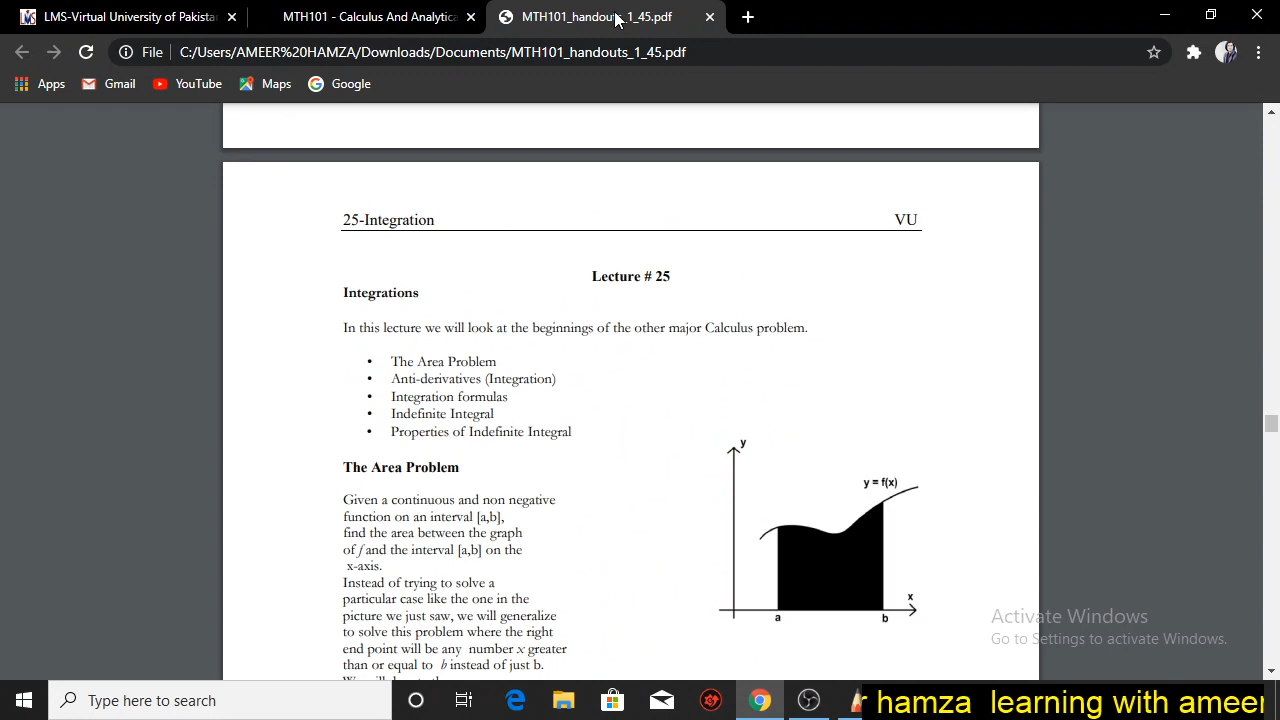 LMS-Virtual University of Pakistan
MTH101 - Calculus And Analytica
MTH101_handouts_1_45.pdf
File
C:/Users/AMEER%20HAMZA/Downloads/Documents/MTH101_handouts_1_45.pdf
Apps
Gmail
YouTube
Maps
Google
25-Integration
VU
Lecture # 25
Integrations
In this lecture we will look at the beginnings of the other major Calculus problem.
• The Area Problem
• Anti-derivatives (Integration)
• Integration formulas
• Indefinite Integral
• Properties of Indefinite Integral
The Area Problem
Given a continuous and non negative
function on an interval [a,b],
find the area between the graph
of f and the interval [a,b] on the
x-axis.
Instead of trying to solve a
particular case like the one in the
picture we just saw, we will generalize
to solve this problem where the right
end point will be any number x greater
than or equal to b instead of just b.
y
y = f(x)
x
a
b
Activate Windows
Go to Settings to activate Windows.
Type here to search
hamza learning with ameer